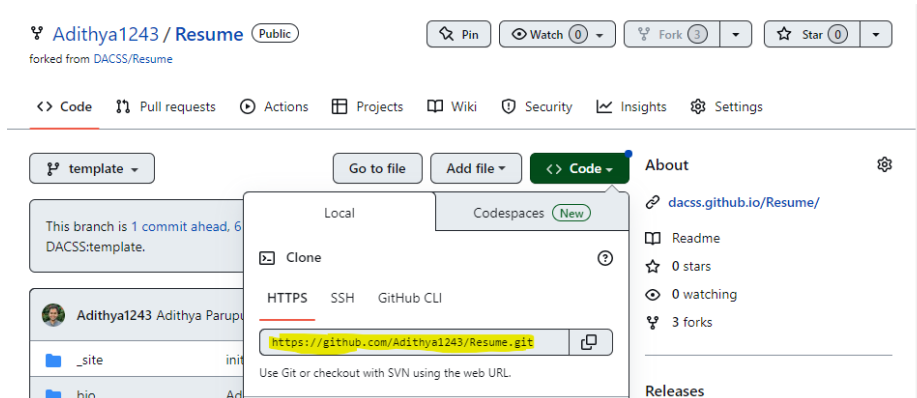 Adithya1243 / Resume Public
Pin
Watch 0
Fork 3
Star 0
forked from DACSS/Resume
<> Code
Pull requests
Actions
Projects
Wiki
Security
Insights
Settings
template
Go to file
Add file
<> Code
About
This branch is 1 commit ahead, 6
DACSS:template.
Local
Codespaces New
Clone
HTTPS
SSH
GitHub CLI
https://github.com/Adithya1243/Resume.git
Use Git or checkout with SVN using the web URL.
Adithya1243 Adithya Parupu
_site
init
bio
Ad
dacss.github.io/Resume/
Readme
0 stars
0 watching
3 forks
Releases